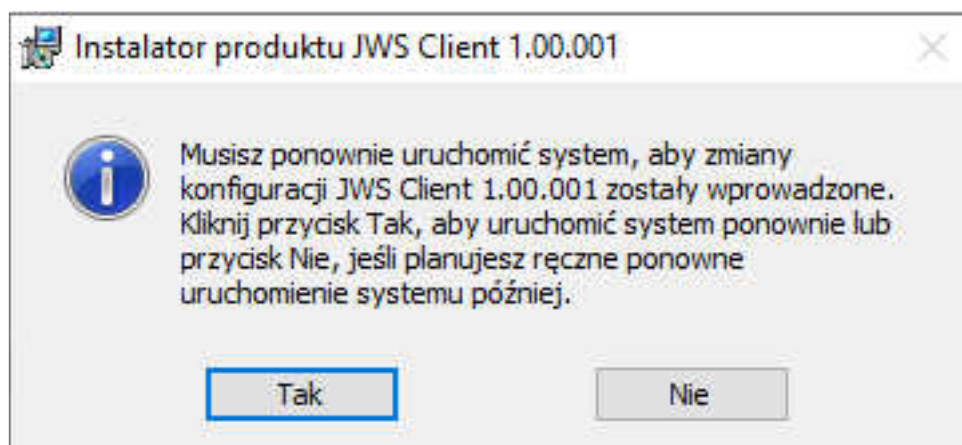 Instalator produktu JWS Client 1.00.001
Musisz ponownie uruchomić system, aby zmiany
konfiguracji JWS Client 1.00.001 zostały wprowadzone.
Kliknij przycisk Tak, aby uruchomić system ponownie lub
przycisk Nie, jeśli planujesz ręczne ponowne
uruchomienie systemu później.
Tak
Nie